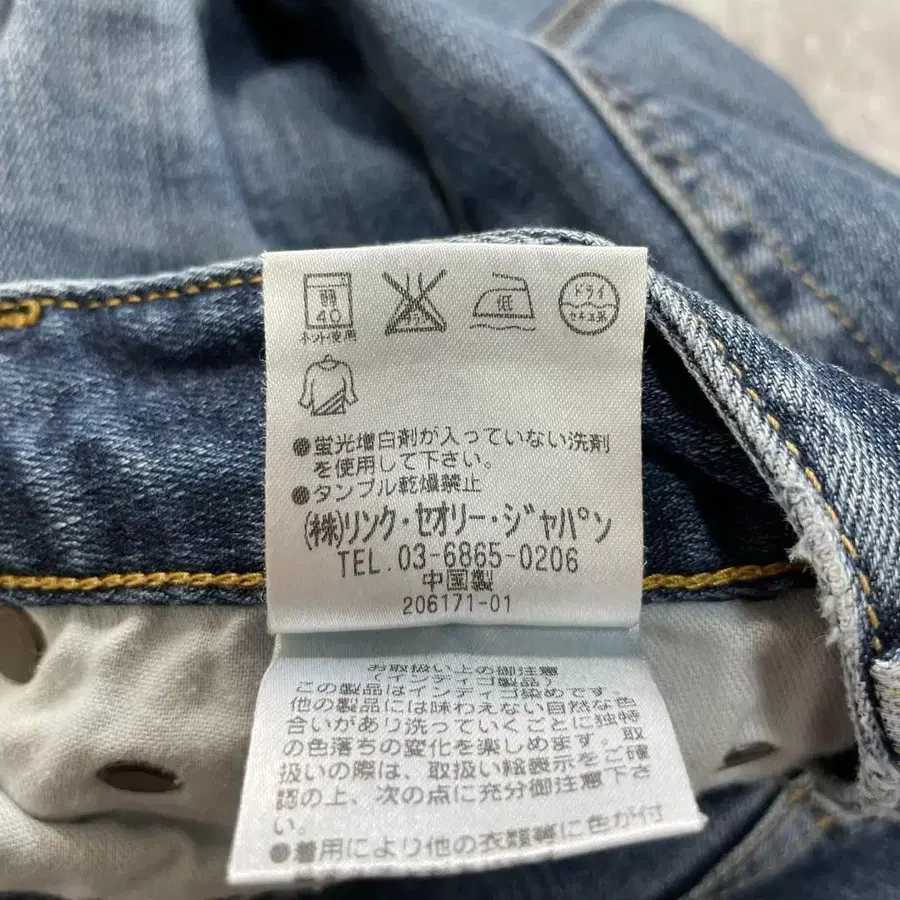 弱
40
ネット使用
低
ドライ
セキユ系
●蛍光増白剤が入っていない洗剤
を使用して下さい。
●タンブル乾燥禁止
(株)リンク・セオリー・ジャパン
TEL.03-6865-0206
中国製
206171-01
お取扱い上の御注意
(インディゴ製品)
この製品はインディゴ染めです。
他の製品には味わえない自然な色
合いがあり洗っていくごとに独特
の色落ちの変化を楽しめます。取
扱いの際は、取扱い絵表示をご確
認の上、次の点に充分御注意下さ
い。
●着用により他の衣類等に色が付